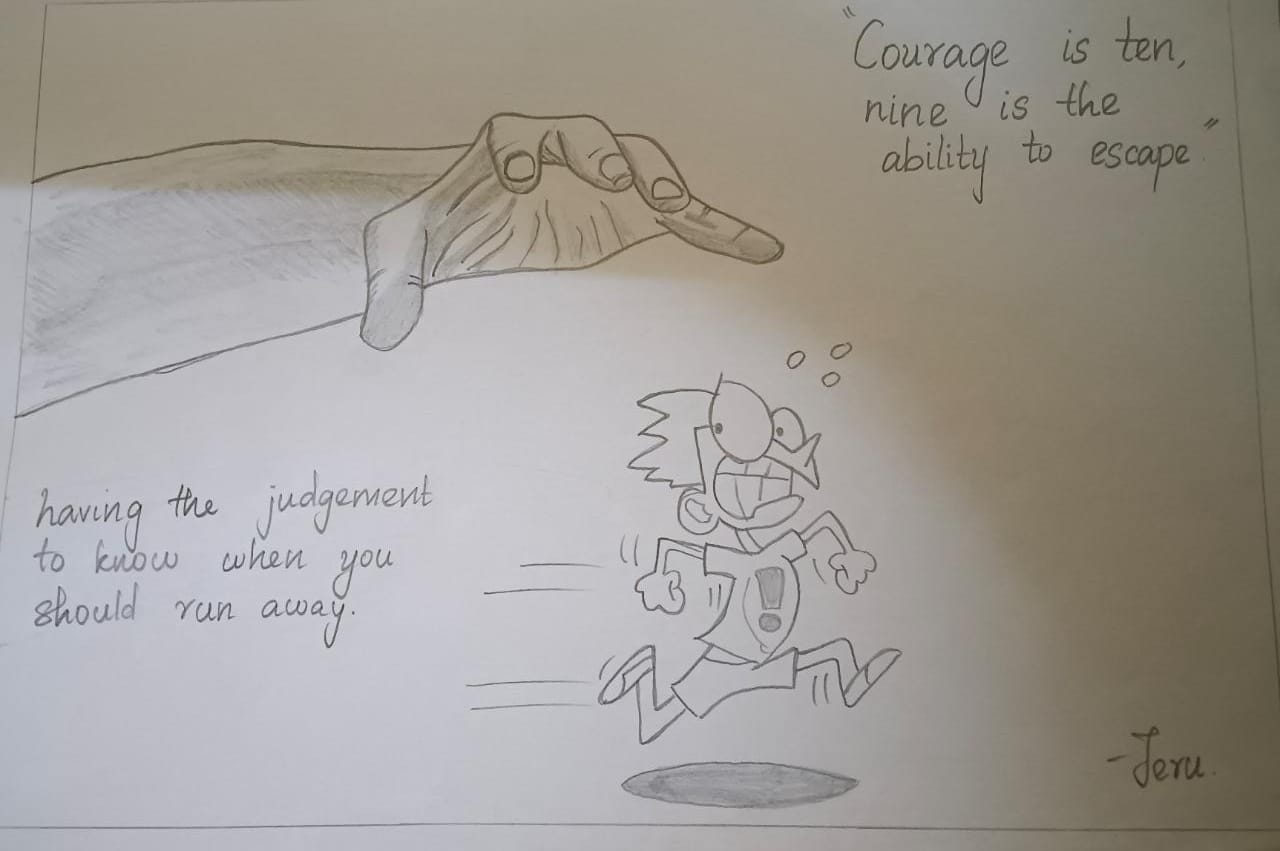 "Courage is ten,
nine is the
ability to escape."
having the judgement
to know when you
should run away.
-Jeru.